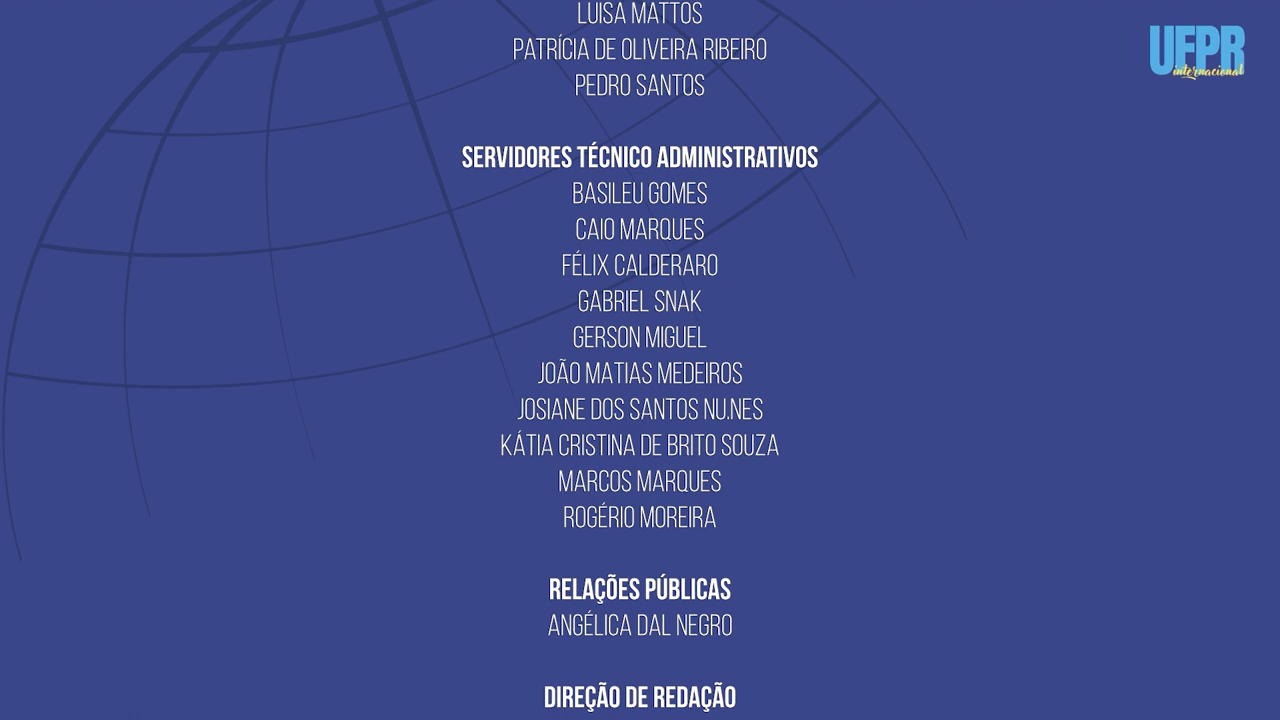 LUISA MATTOS
PATRÍCIA DE OLIVEIRA RIBEIRO
PEDRO SANTOS
SERVIDORES TÉCNICO ADMINISTRATIVOS
BASILEU GOMES
CAIO MARQUES
FÉLIX CALDERARO
GABRIEL SNAK
GERSON MIGUEL
JOÃO MATIAS MEDEIROS
JOSIANE DOS SANTOS NU.NES
KÁTIA CRISTINA DE BRITO SOUZA
MARCOS MARQUES
ROGÉRIO MOREIRA
RELAÇÕES PÚBLICAS
ANGÉLICA DAL NEGRO
DIREÇÃO DE REDAÇÃO
UFPR
internacional